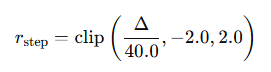 r_step = clip ( Δ / 40.0 , −2.0, 2.0 )